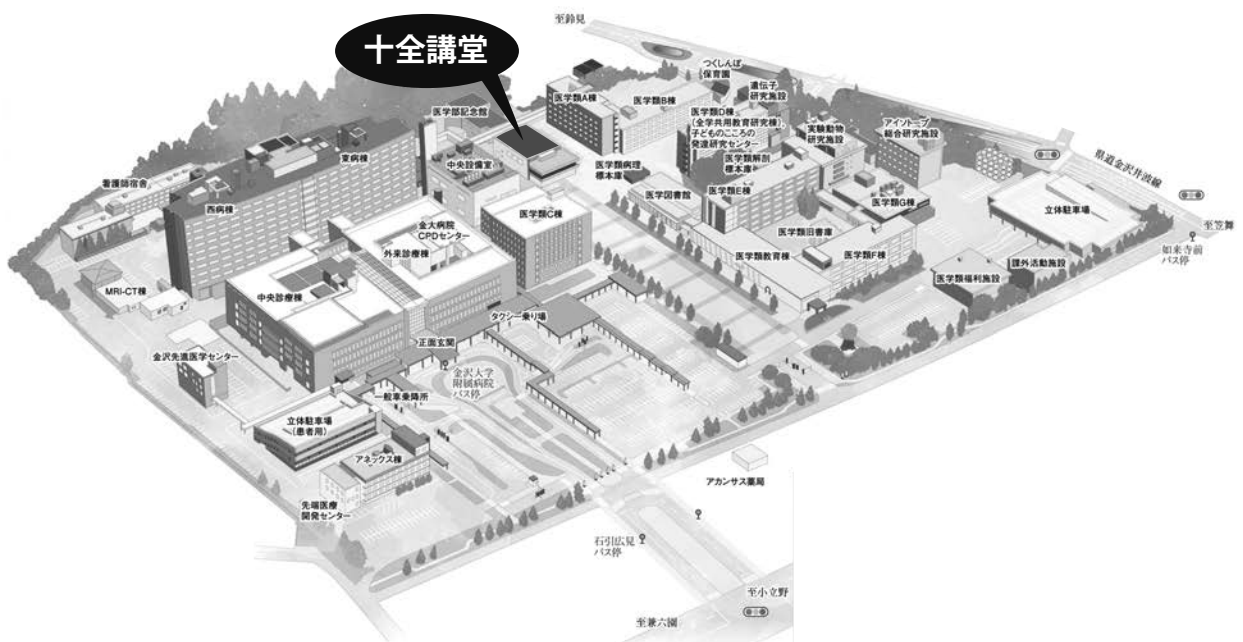 至鈴見
十全講堂
つくしんぼ
保育園
遺伝子
研究施設
医学類A棟
医学類B棟
医学部記念館
医学類D棟
(全学共用教育研究棟)
子どものこころの
発達研究センター
実験動物
研究施設
アイソトープ
総合研究施設
県道金沢井波線
至笠舞
如来寺前
バス停
東病棟
中央設備室
医学類病理
標本庫
医学類解剖
標本庫
看護師宿舎
西病棟
医学図書館
医学類E棟
医学類G棟
立体駐車場
医学類C棟
金大病院
CPDセンター
外来診療棟
医学類旧書庫
医学類教育棟
医学類F棟
課外活動施設
医学類福利施設
MRI-CT棟
中央診療棟
タクシー乗り場
正面玄関
金沢先進医学センター
金沢大学
附属病院
バス停
一般車乗降所
立体駐車場
(患者用)
アネックス棟
先端医療
開発センター
アカンサス薬局
石引広見
バス停
至小立野
至兼六園